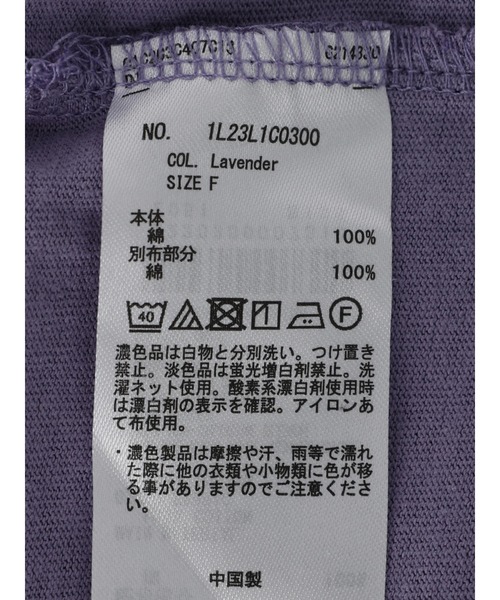 NO. 1L23L1C0300
COL. Lavender
SIZE F
本体
綿 100%
別布部分
綿 100%
40 F
濃色品は白物と分別洗い。つけ置き
禁止。淡色品は蛍光増白剤禁止。洗
濯ネット使用。酸素系漂白剤使用時
は漂白剤の表示を確認。アイロンあ
て布使用。
・濃色製品は摩擦や汗、雨等で濡れ
た際に他の衣類や小物類に色が移
る事がありますのでご注意くださ
い。
中国製